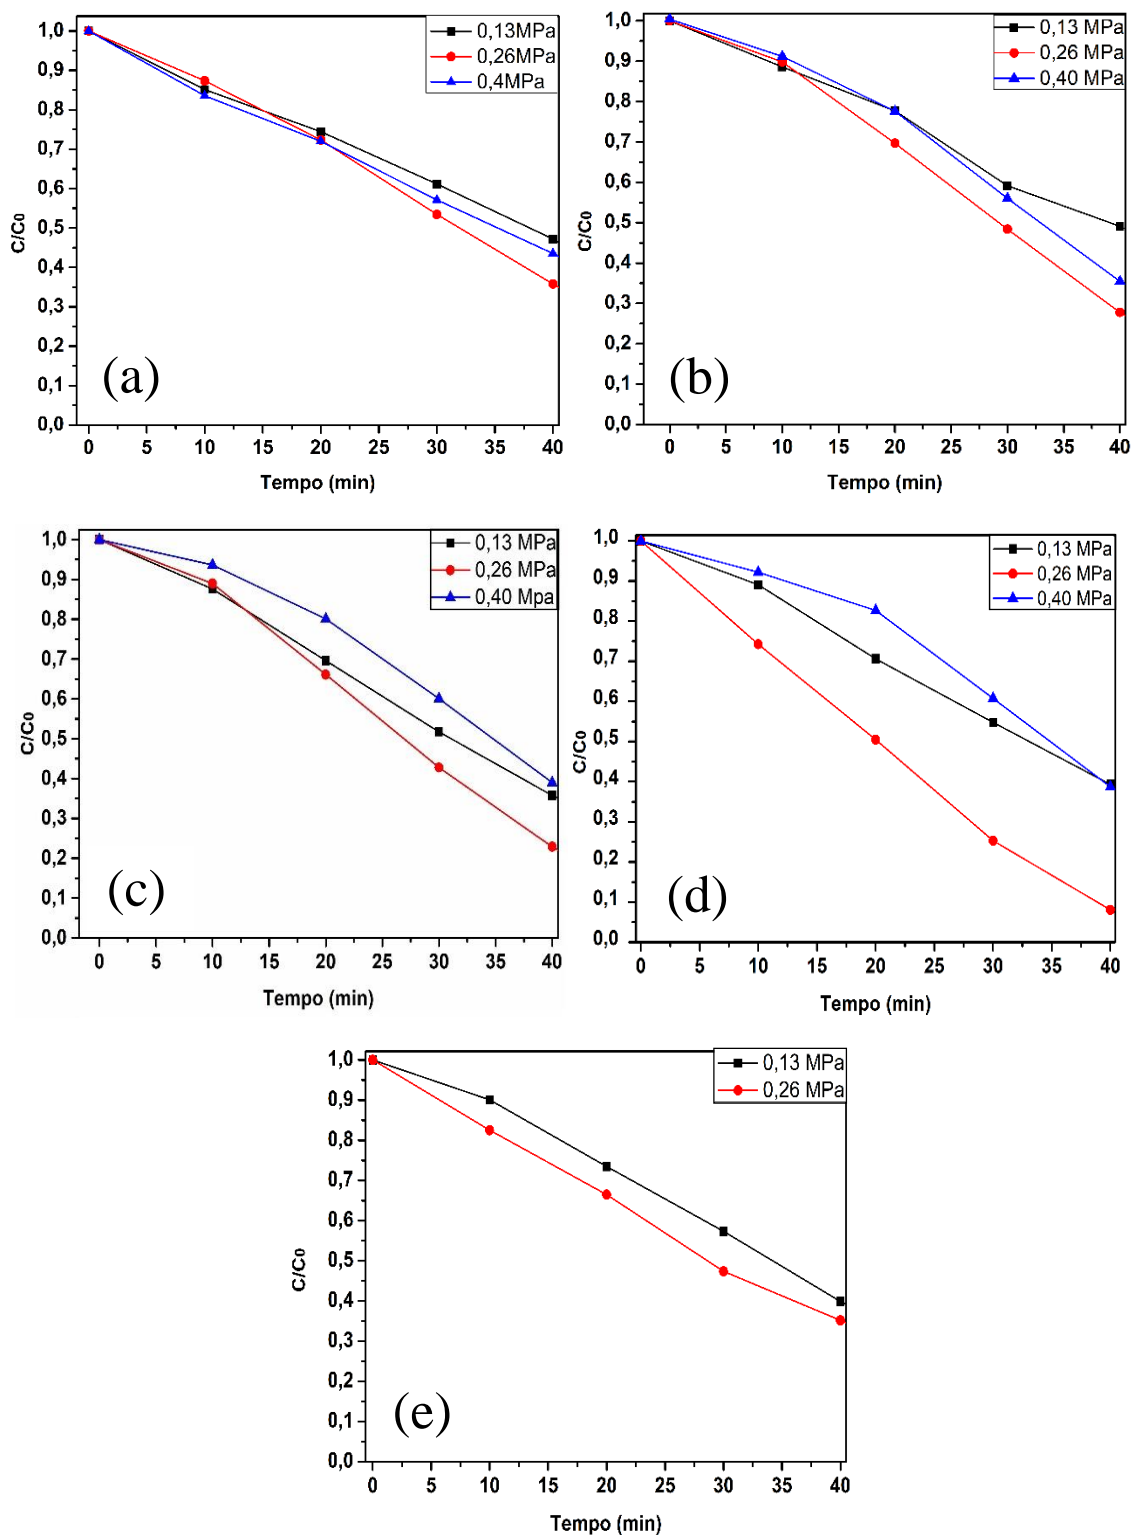 1,0
0,9
0,8
0,7
0,6
0,5
0,4
0,3
0,2
0,1
0,0
C/C0
0,13MPa
0,26MPa
0,4MPa
(a)
0 5 10 15 20 25 30 35 40
Tempo (min)
1,0
0,9
0,8
0,7
0,6
0,5
0,4
0,3
0,2
0,1
0,0
C/C0
0,13 MPa
0,26 MPa
0,40 MPa
(b)
0 5 10 15 20 25 30 35 40
Tempo (min)
1,0
0,9
0,8
0,7
0,6
0,5
0,4
0,3
0,2
0,1
0,0
C/C0
0,13 MPa
0,26 MPa
0,40 Mpa
(c)
0 5 10 15 20 25 30 35 40
Tempo (min)
1,0
0,9
0,8
0,7
0,6
0,5
0,4
0,3
0,2
0,1
0,0
C/C0
0,13 MPa
0,26 MPa
0,40 MPa
(d)
0 5 10 15 20 25 30 35 40
Tempo (min)
1,0
0,9
0,8
0,7
0,6
0,5
0,4
0,3
0,2
0,1
0,0
C/C0
0,13 MPa
0,26 MPa
(e)
0 5 10 15 20 25 30 35 40
Tempo (min)